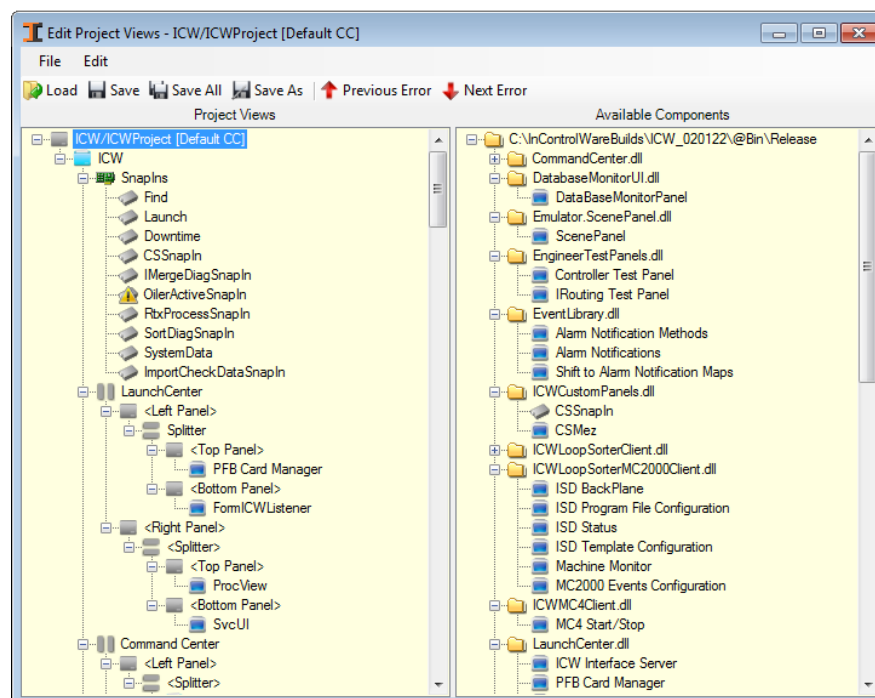 Edit Project Views - ICW/ICWProject [Default CC]
File Edit
Load Save Save All Save As Previous Error Next Error
Project Views
ICW/ICWProject [Default CC]
ICW
SnapIns
Find
Launch
Downtime
CSSnapIn
IMergeDiagSnapIn
OilerActiveSnapIn
RtxProcessSnapIn
SortDiagSnapIn
SystemData
ImportCheckDataSnapIn
LaunchCenter
<Left Panel>
Splitter
<Top Panel>
PFB Card Manager
<Bottom Panel>
FormICWListener
<Right Panel>
<Splitter>
<Top Panel>
ProcView
<Bottom Panel>
SvcUI
Command Center
<Left Panel>
<Splitter>
Available Components
C:\InControlWareBuilds\ICW_020122\@Bin\Release
CommandCenter.dll
DatabaseMonitorUI.dll
DataBaseMonitorPanel
Emulator.ScenePanel.dll
ScenePanel
EngineerTestPanels.dll
Controller Test Panel
IRouting Test Panel
EventLibrary.dll
Alarm Notification Methods
Alarm Notifications
Shift to Alarm Notification Maps
ICWCustomPanels.dll
CSSnapIn
CSMez
ICWLoopSorterClient.dll
ICWLoopSorterMC2000Client.dll
ISD BackPlane
ISD Program File Configuration
ISD Status
ISD Template Configuration
Machine Monitor
MC2000 Events Configuration
ICWMC4Client.dll
MC4 Start/Stop
LaunchCenter.dll
ICW Interface Server
PFB Card Manager